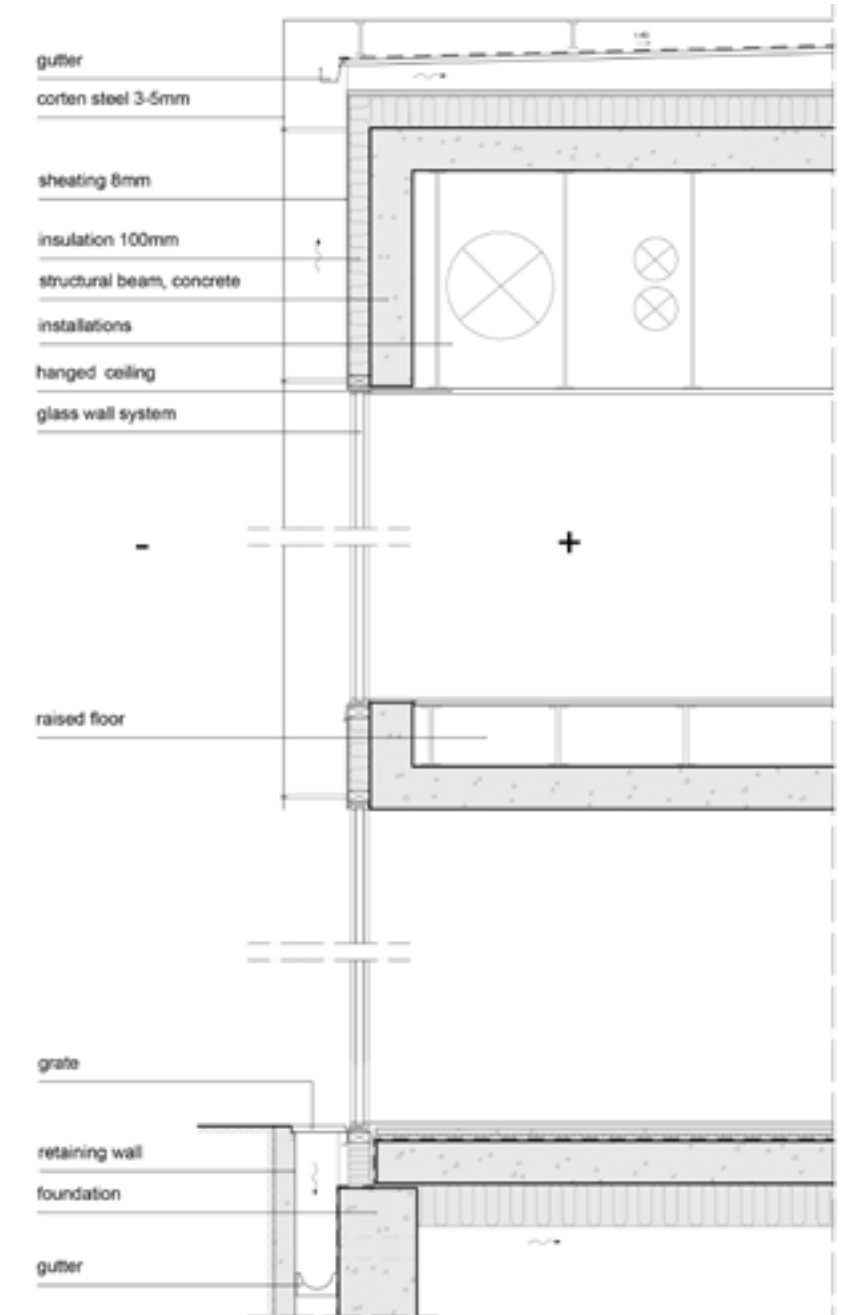 gutter
corten steel 3-5mm
sheating 8mm
insulation 100mm
structural beam, concrete
installations
hanged ceiling
glass wall system
-
+
raised floor
grate
retaining wall
foundation
gutter